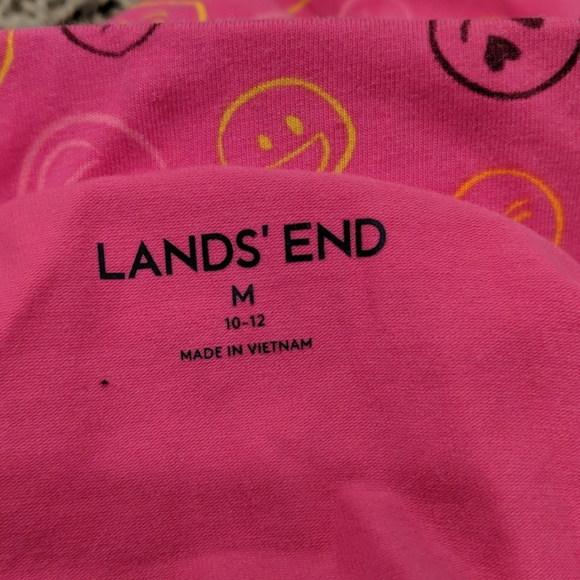 LANDS' END
M
10-12
MADE IN VIETNAM